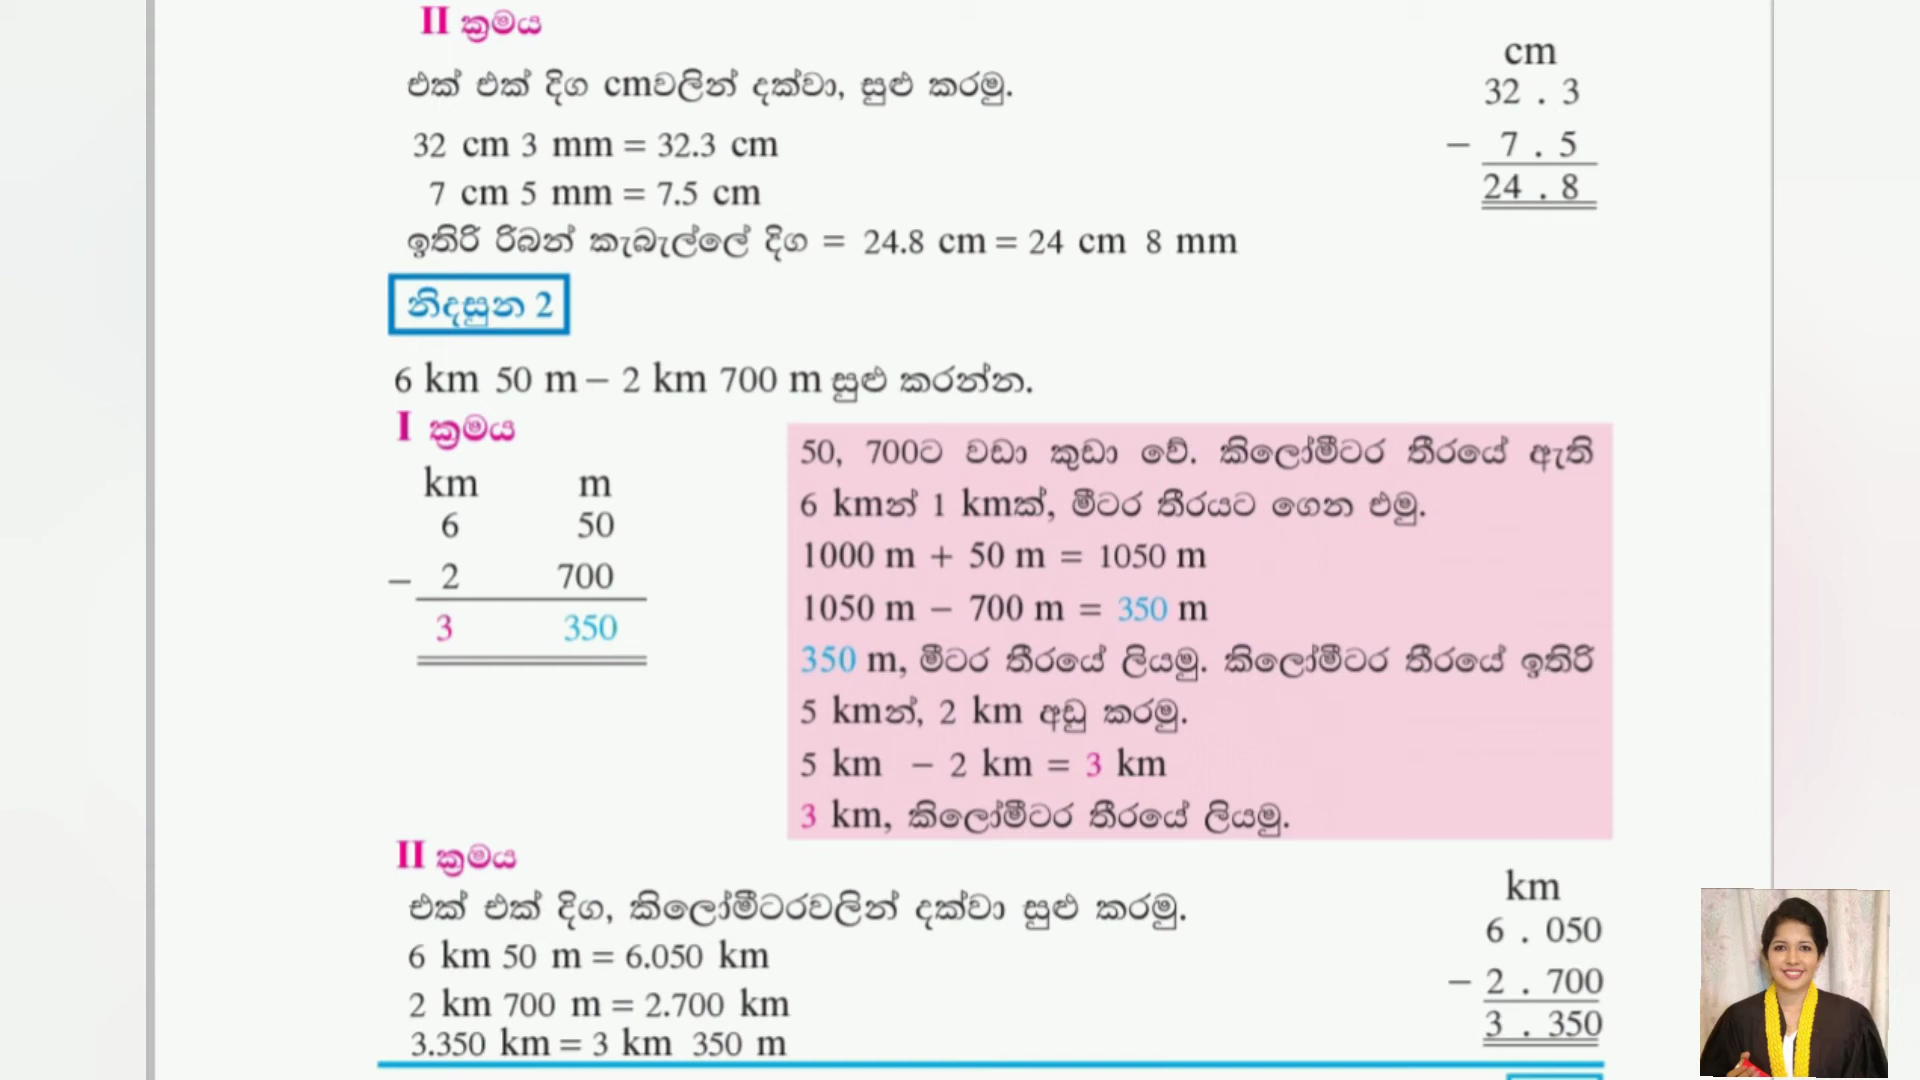 II ක්‍රමය
එක් එක් දිග cmවලින් දක්වා, සුළු කරමු.
32 cm 3 mm = 32.3 cm
7 cm 5 mm = 7.5 cm
ඉතිරි රිබන් කැබැල්ලේ දිග = 24.8 cm = 24 cm 8 mm
cm
32 . 3
− 7 . 5
24 . 8
නිදසුන 2
6 km 50 m − 2 km 700 m සුළු කරන්න.
I ක්‍රමය
km m
6 50
− 2 700
3 350
50, 700ට වඩා කුඩා වේ. කිලෝමීටර තීරයේ ඇති
6 kmන් 1 kmක්, මීටර තීරයට ගෙන එමු.
1000 m + 50 m = 1050 m
1050 m − 700 m = 350 m
350 m, මීටර තීරයේ ලියමු. කිලෝමීටර තීරයේ ඉතිරි
5 kmන්, 2 km අඩු කරමු.
5 km − 2 km = 3 km
3 km, කිලෝමීටර තීරයේ ලියමු.
II ක්‍රමය
එක් එක් දිග, කිලෝමීටරවලින් දක්වා සුළු කරමු.
6 km 50 m = 6.050 km
2 km 700 m = 2.700 km
3.350 km = 3 km 350 m
km
6 . 050
− 2 . 700
3 . 350